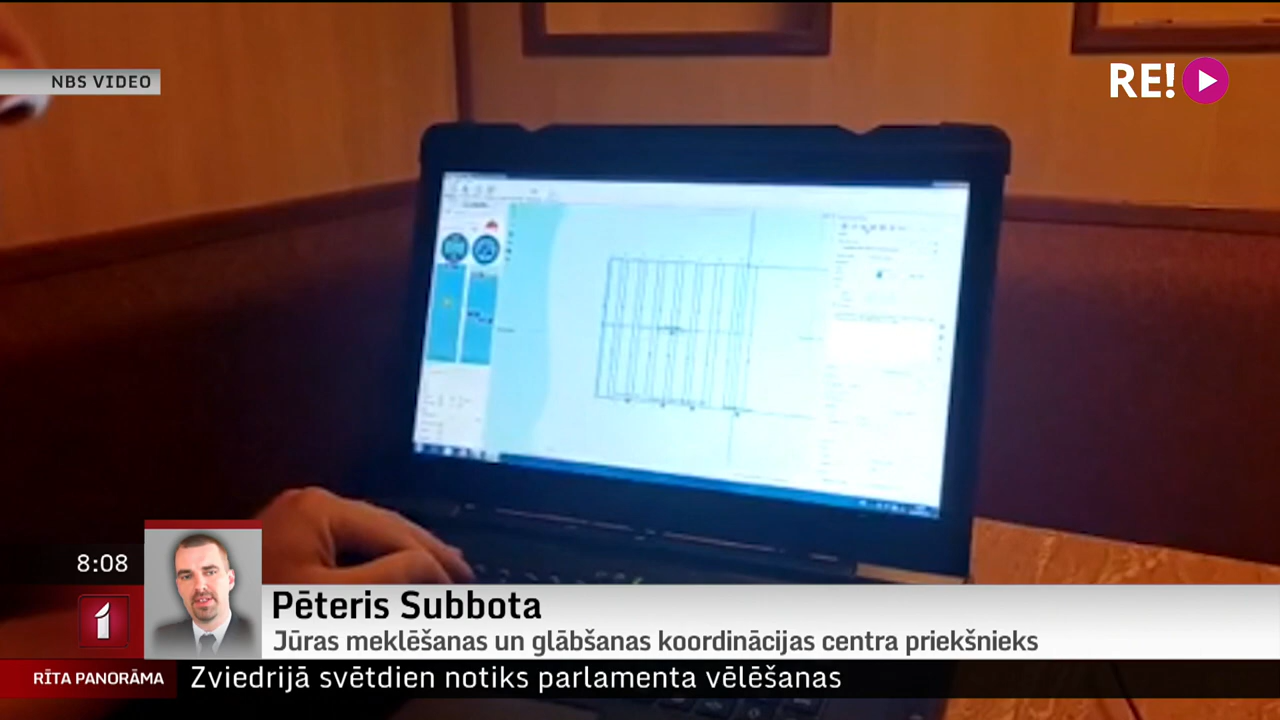 NBS VIDEO
RE!
8:08
1
Pēteris Subbota
Jūras meklēšanas un glābšanas koordinācijas centra priekšnieks
RĪTA PANORĀMA
Zviedrijā svētdien notiks parlamenta vēlēšanas